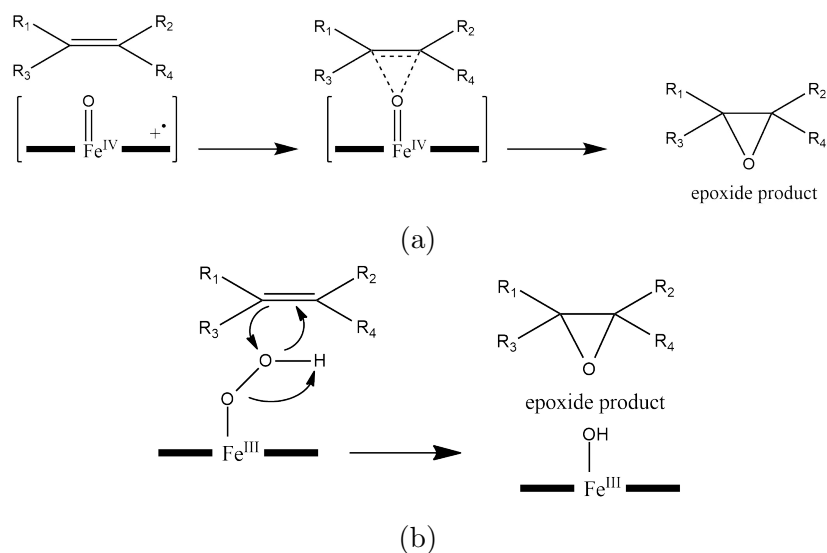 R₁ R₂ R₁ R₂
R₃ R₄ R₃ R₄
O O
+•
Feᴵⱽ Feᴵⱽ
R₁ R₂
R₃ R₄
O
epoxide product
(a)
R₁ R₂
R₃ R₄
O H
O
Feᴵᴵᴵ
R₁ R₂
R₃ R₄
O
epoxide product
OH
Feᴵᴵᴵ
(b)